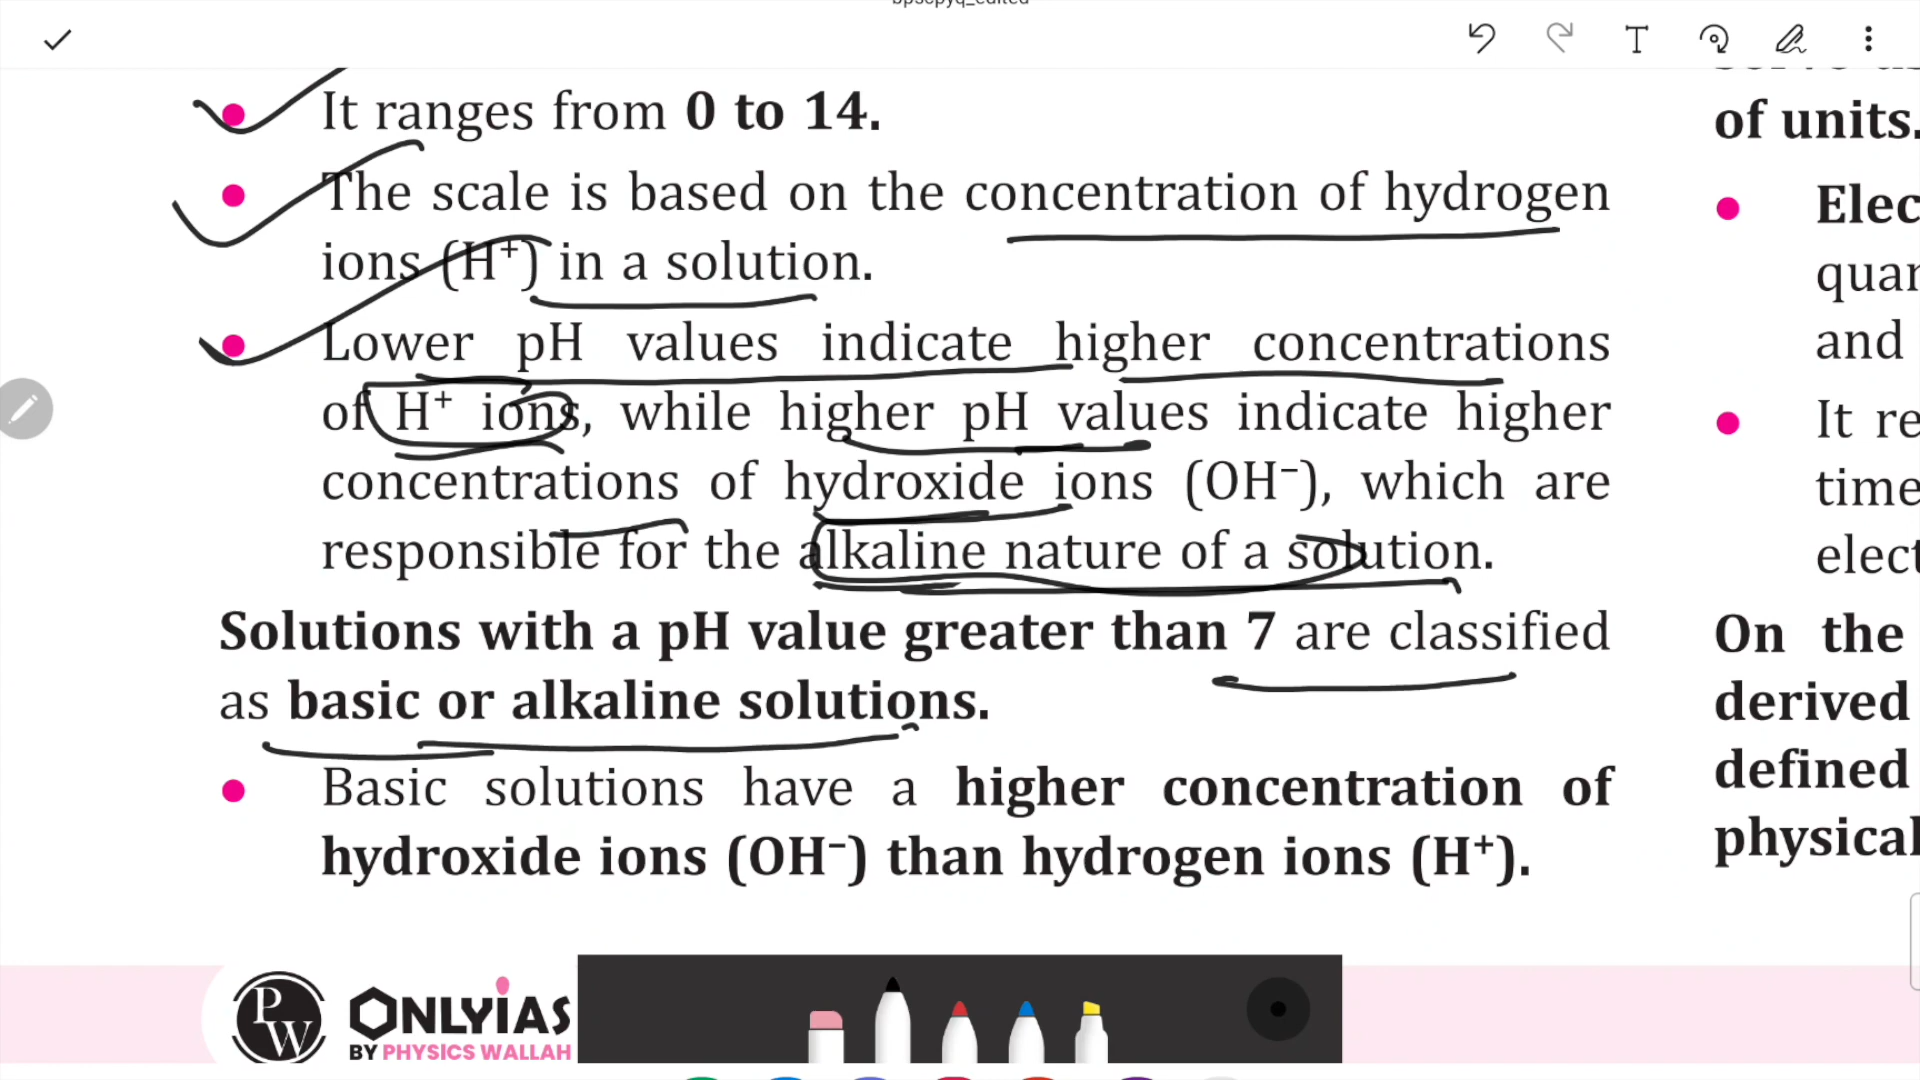 It ranges from 0 to 14.
The scale is based on the concentration of hydrogen
ions (H⁺) in a solution.
Lower pH values indicate higher concentrations
of H⁺ ions, while higher pH values indicate higher
concentrations of hydroxide ions (OH⁻), which are
responsible for the alkaline nature of a solution.
Solutions with a pH value greater than 7 are classified
as basic or alkaline solutions.
Basic solutions have a higher concentration of
hydroxide ions (OH⁻) than hydrogen ions (H⁺).
of units.
Elec
quan
and
It re
time
elect
On the
derived
defined
physical
PW
ONLYiAS
BY PHYSICS WALLAH
T